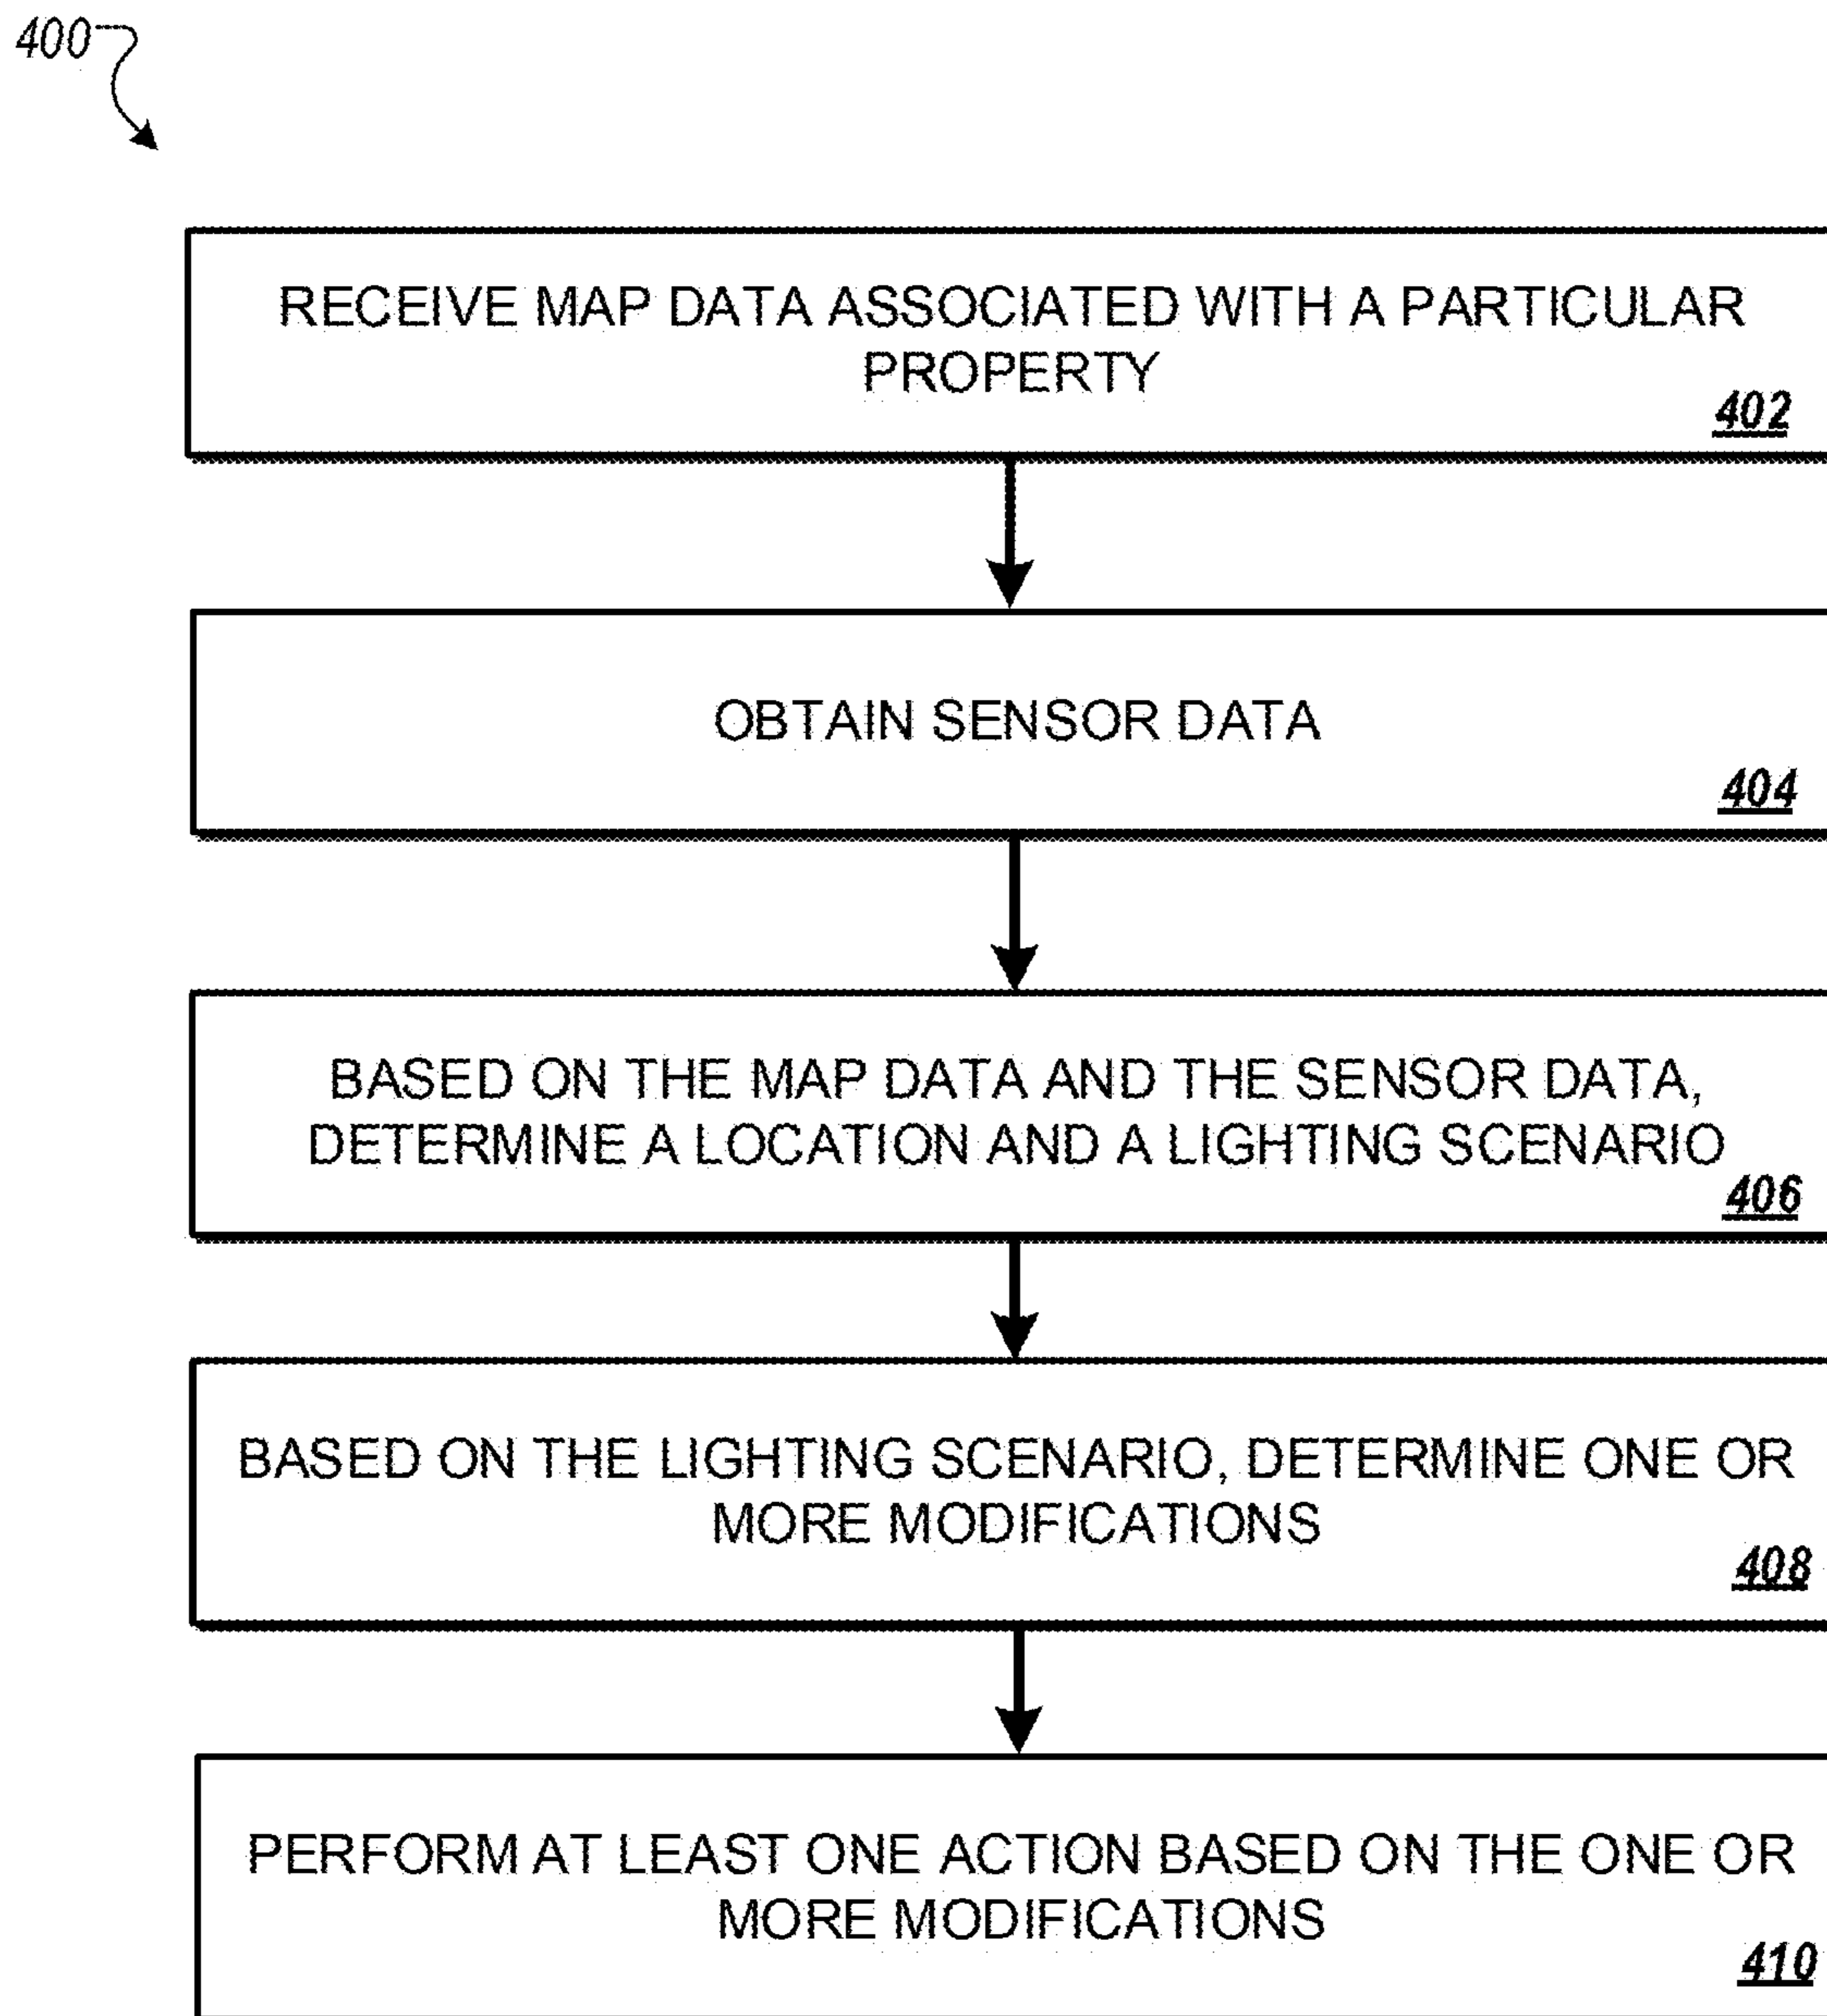 400
RECEIVE MAP DATA ASSOCIATED WITH A PARTICULAR
PROPERTY
402
OBTAIN SENSOR DATA
404
BASED ON THE MAP DATA AND THE SENSOR DATA,
DETERMINE A LOCATION AND A LIGHTING SCENARIO
406
BASED ON THE LIGHTING SCENARIO, DETERMINE ONE OR
MORE MODIFICATIONS
408
PERFORM AT LEAST ONE ACTION BASED ON THE ONE OR
MORE MODIFICATIONS
410